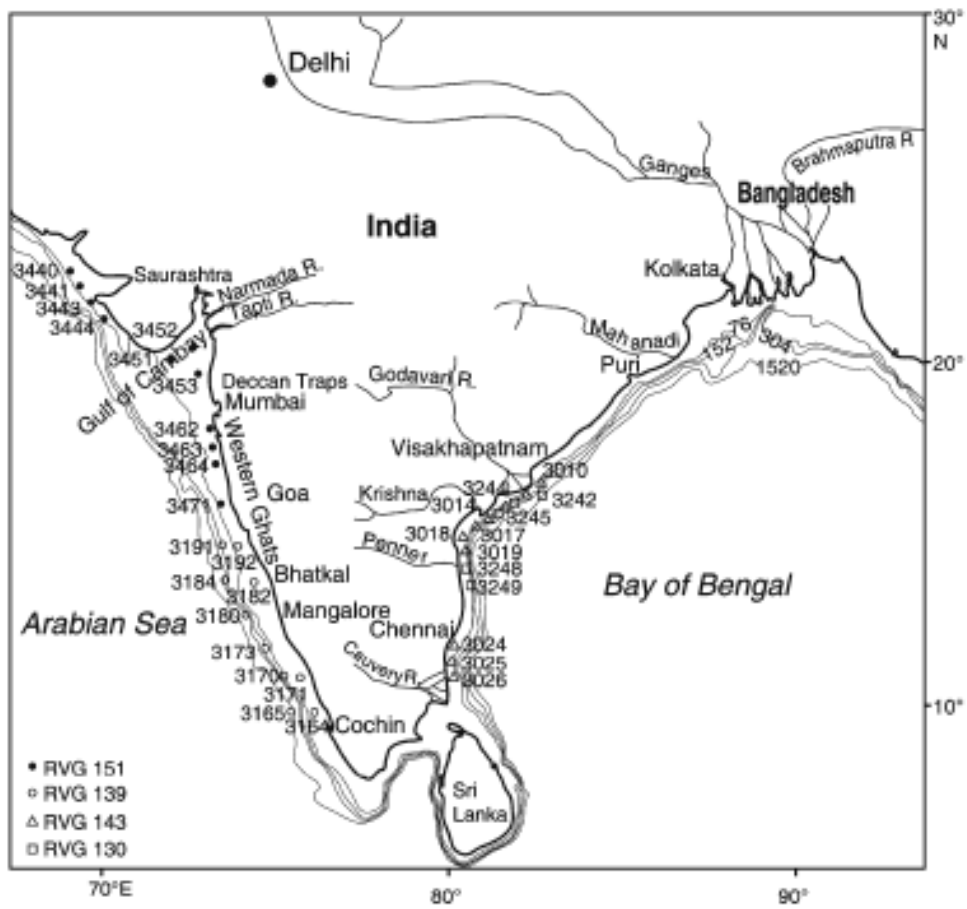 30°
N
Delhi
Brahmaputra R
Ganges
Bangladesh
India
Kolkata
3440
3441
3443
3444
Saurashtra
Narmada R.
Tapti R.
3452
3451
3453
Gulf of Cambay
Mahanadi
Puri
76
152
304
1520
20°
Deccan Traps
Mumbai
Godavari R.
3462
3463
3464
Western Ghats
Visakhapatnam
3010
3244
3242
Krishna
3014
3245
Goa
3471
3018
3017
3191
3192
Penner
3019
3248
3249
Bhatkal
3184
3182
Bay of Bengal
Arabian Sea
3180
Mangalore
Chennai
3024
3025
3026
3173
Cauvery R.
3170
3171
3165
3164
Cochin
10°
RVG 151
RVG 139
RVG 143
RVG 130
Sri
Lanka
70°E
80°
90°